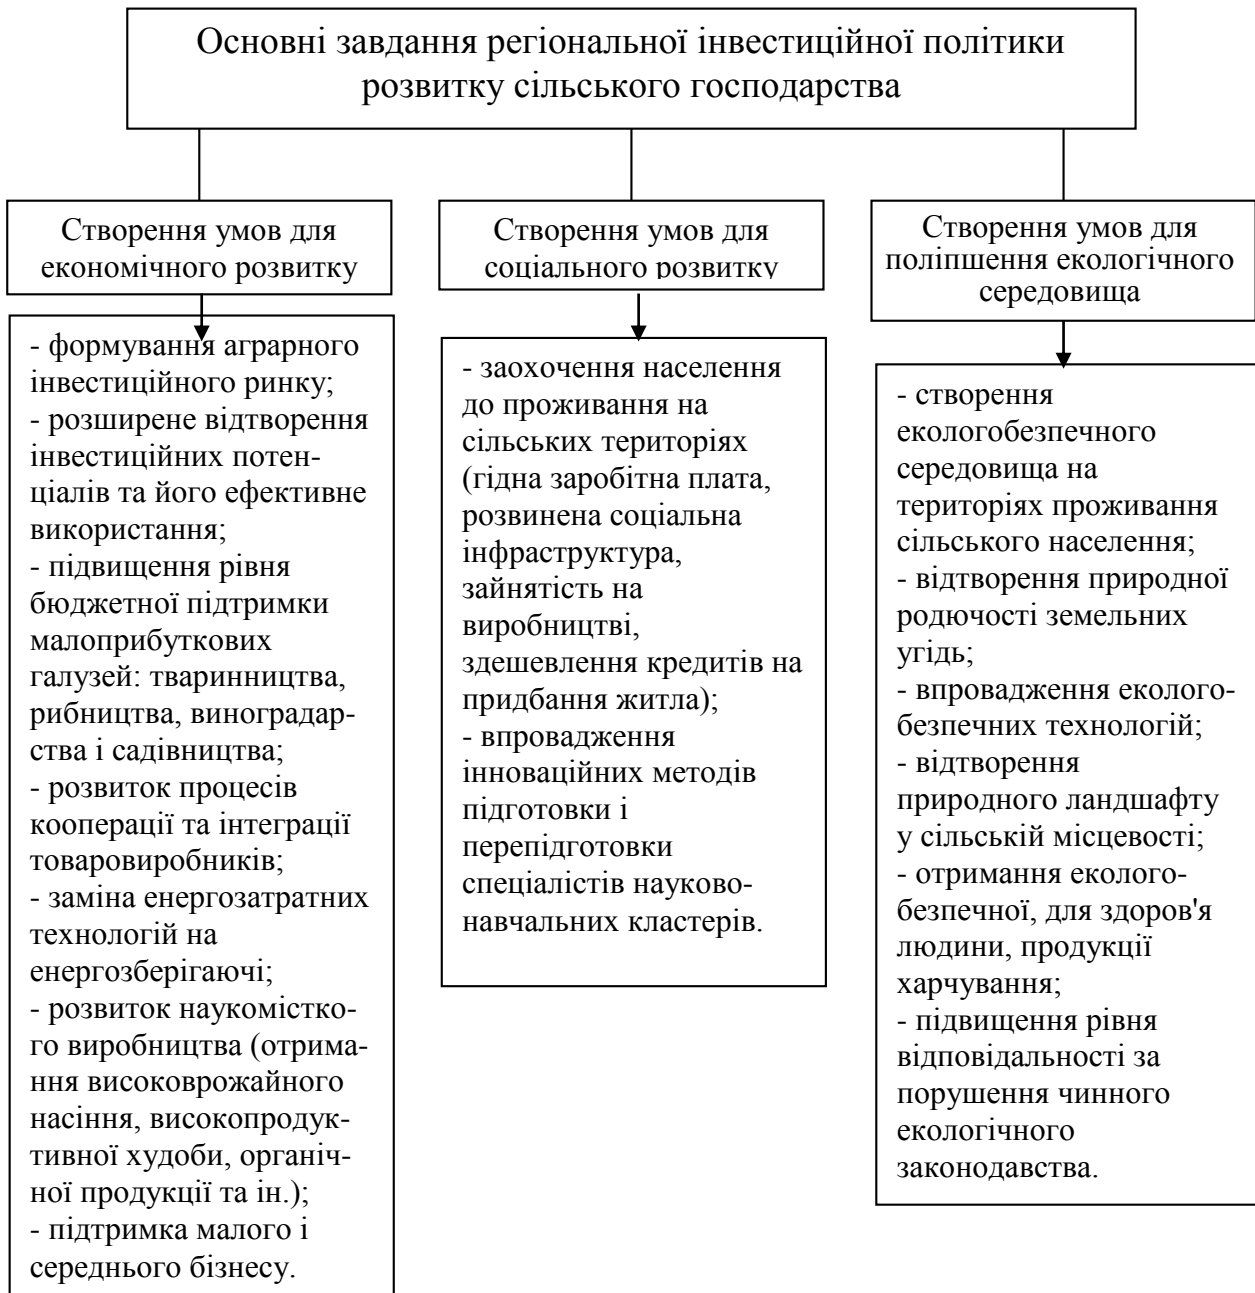 Основні завдання регіональної інвестиційної політики
розвитку сільського господарства
Створення умов для
економічного розвитку
Створення умов для
соціального розвитку
Створення умов для
поліпшення екологічного
середовища
- формування аграрного
інвестиційного ринку;
- розширене відтворення
інвестиційних потен-
ціалів та його ефективне
використання;
- підвищення рівня
бюджетної підтримки
малоприбуткових
галузей: тваринництва,
рибництва, виноградар-
ства і садівництва;
- розвиток процесів
кооперації та інтеграції
товаровиробників;
- заміна енергозатратних
технологій на
енергозберігаючі;
- розвиток наукомістко-
го виробництва (отрима-
ння високоврожайного
насіння, високопродук-
тивної худоби, органіч-
ної продукції та ін.);
- підтримка малого і
середнього бізнесу.
- заохочення населення
до проживання на
сільських територіях
(гідна заробітна плата,
розвинена соціальна
інфраструктура,
зайнятість на
виробництві,
здешевлення кредитів на
придбання житла);
- впровадження
інноваційних методів
підготовки і
перепідготовки
спеціалістів науково-
навчальних кластерів.
- створення
екологобезпечного
середовища на
територіях проживання
сільського населення;
- відтворення природної
родючості земельних
угідь;
- впровадження еколого-
безпечних технологій;
- відтворення
природного ландшафту
у сільській місцевості;
- отримання еколого-
безпечної, для здоров'я
людини, продукції
харчування;
- підвищення рівня
відповідальності за
порушення чинного
екологічного
законодавства.